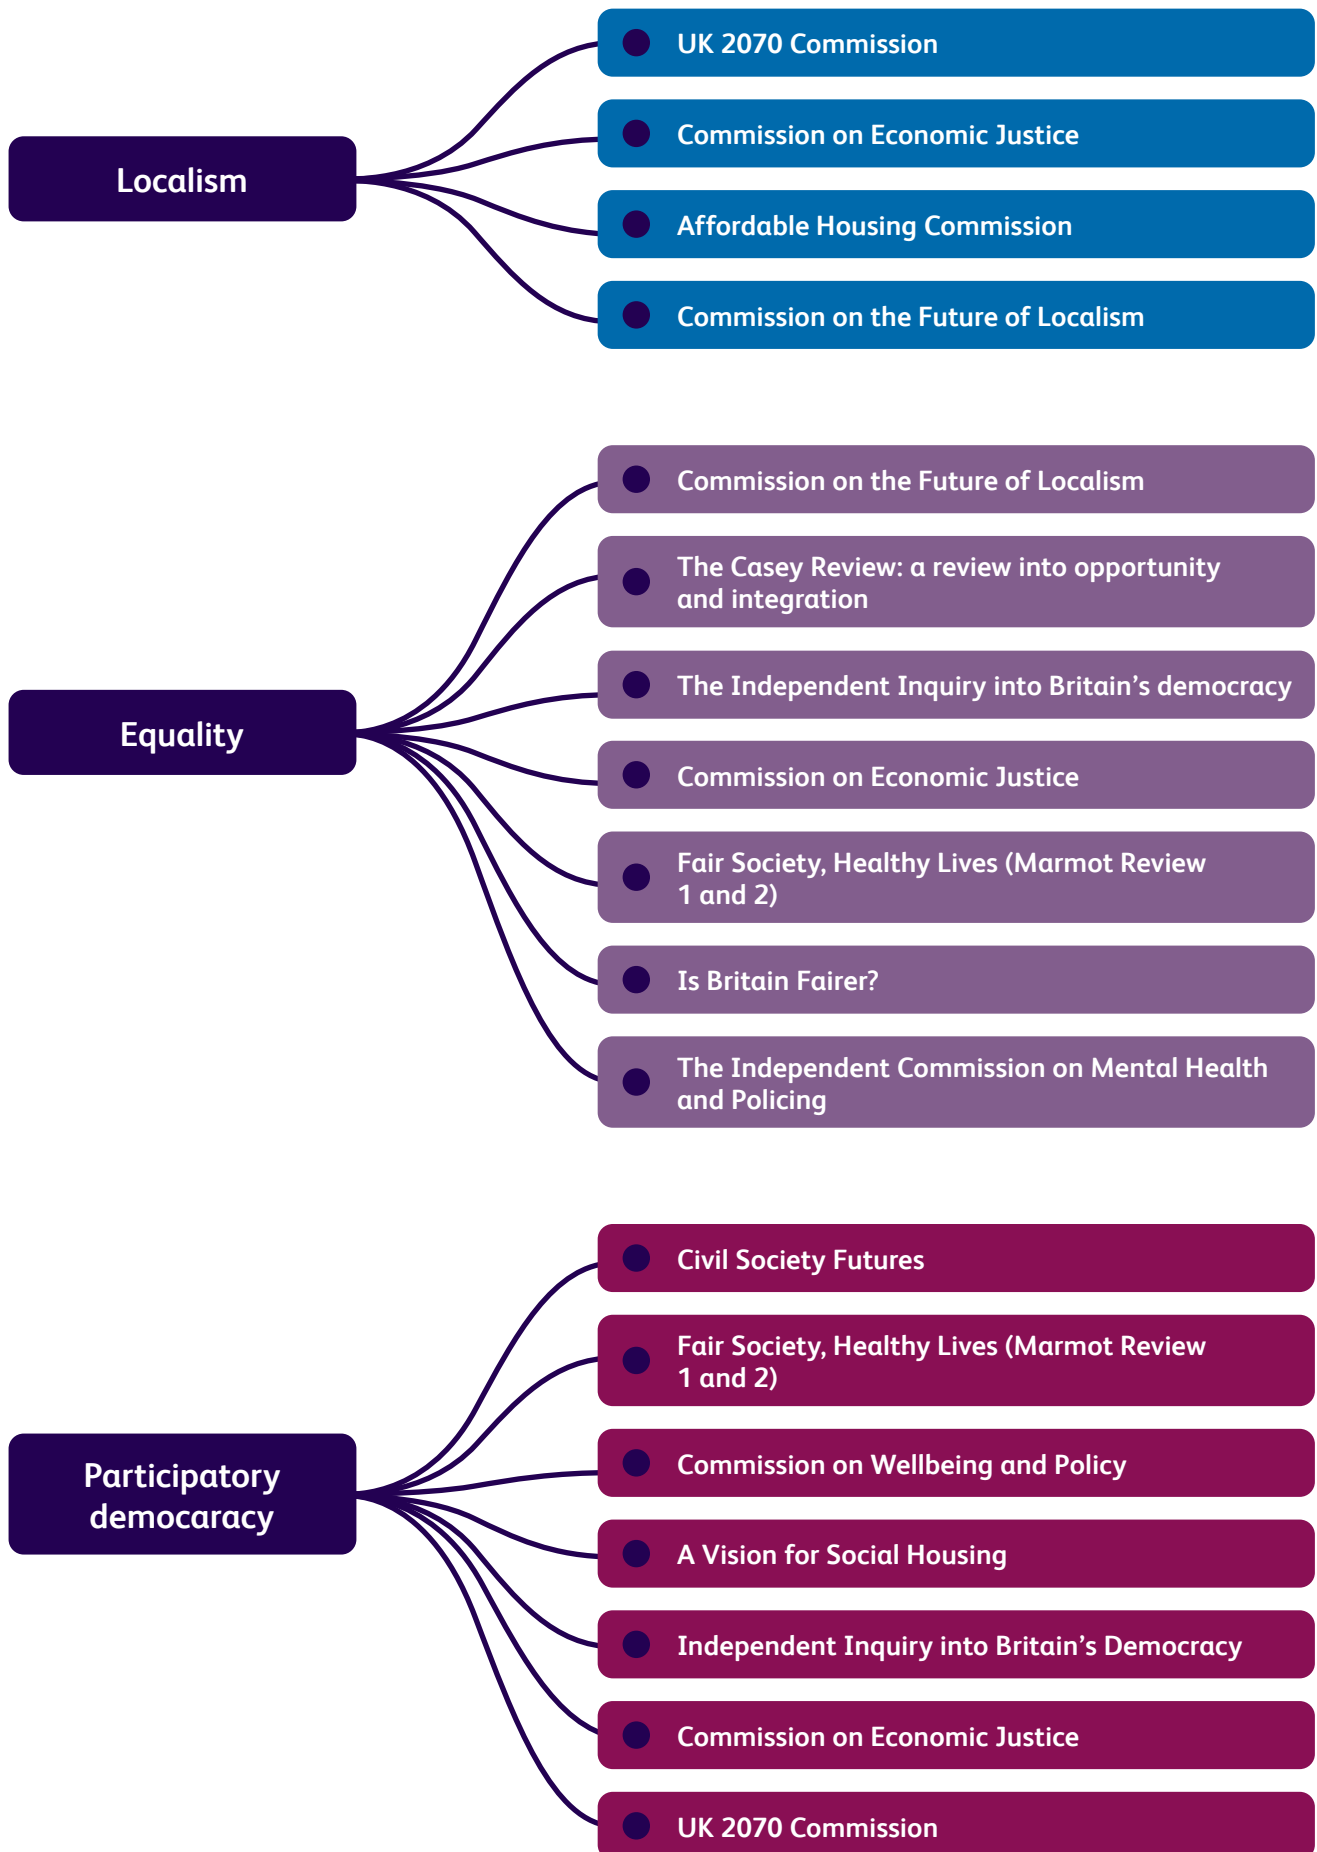 Localism
UK 2070 Commission
Commission on Economic Justice
Affordable Housing Commission
Commission on the Future of Localism
Equality
Commission on the Future of Localism
The Casey Review: a review into opportunity
and integration
The Independent Inquiry into Britain’s democracy
Commission on Economic Justice
Fair Society, Healthy Lives (Marmot Review
1 and 2)
Is Britain Fairer?
The Independent Commission on Mental Health
and Policing
Participatory
democaracy
Civil Society Futures
Fair Society, Healthy Lives (Marmot Review
1 and 2)
Commission on Wellbeing and Policy
A Vision for Social Housing
Independent Inquiry into Britain’s Democracy
Commission on Economic Justice
UK 2070 Commission